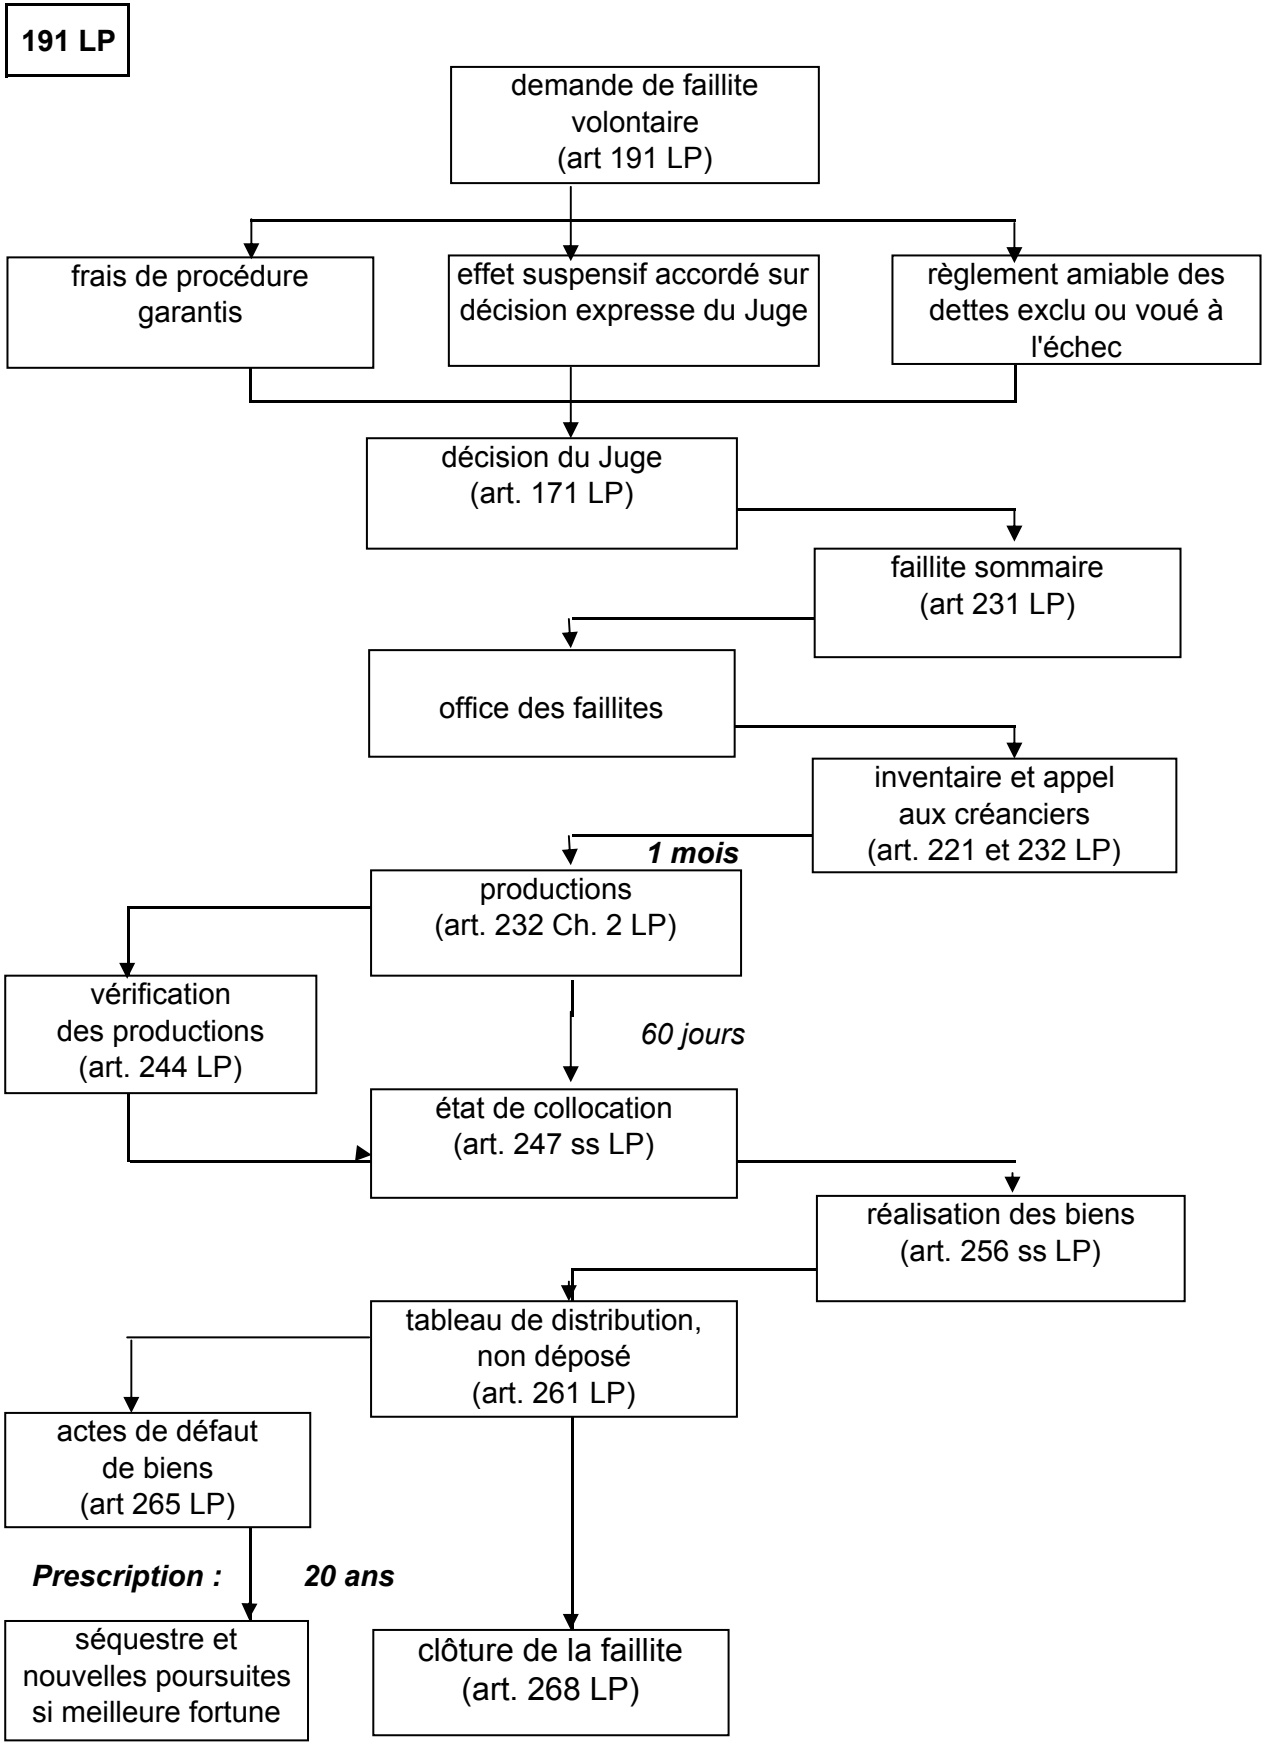 191 LP
demande de faillite
volontaire
(art 191 LP)
frais de procédure
garantis
effet suspensif accordé sur
décision expresse du Juge
règlement amiable des
dettes exclu ou voué à
l'échec
décision du Juge
(art. 171 LP)
faillite sommaire
(art 231 LP)
office des faillites
inventaire et appel
aux créanciers
(art. 221 et 232 LP)
1 mois
productions
(art. 232 Ch. 2 LP)
vérification
des productions
(art. 244 LP)
60 jours
état de collocation
(art. 247 ss LP)
réalisation des biens
(art. 256 ss LP)
tableau de distribution,
non déposé
(art. 261 LP)
actes de défaut
de biens
(art 265 LP)
Prescription : 20 ans
séquestre et
nouvelles poursuites
si meilleure fortune
clôture de la faillite
(art. 268 LP)